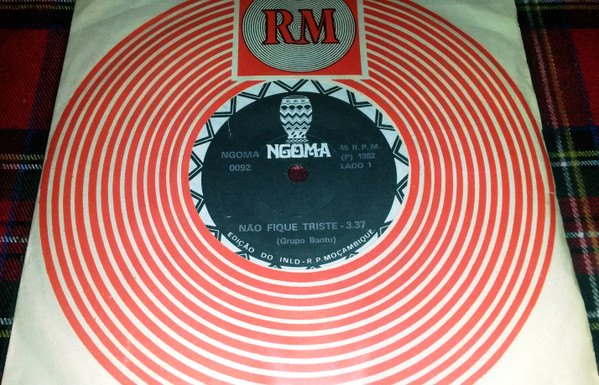 RM
NGOMA
NGOMA
0092
45 R.P.M.
(P) 1982
LADO 1
NÃO FIQUE TRISTE - 3.37
(Grupo Bantu)
EDIÇÃO DO INLD - R.P. MOÇAMBIQUE